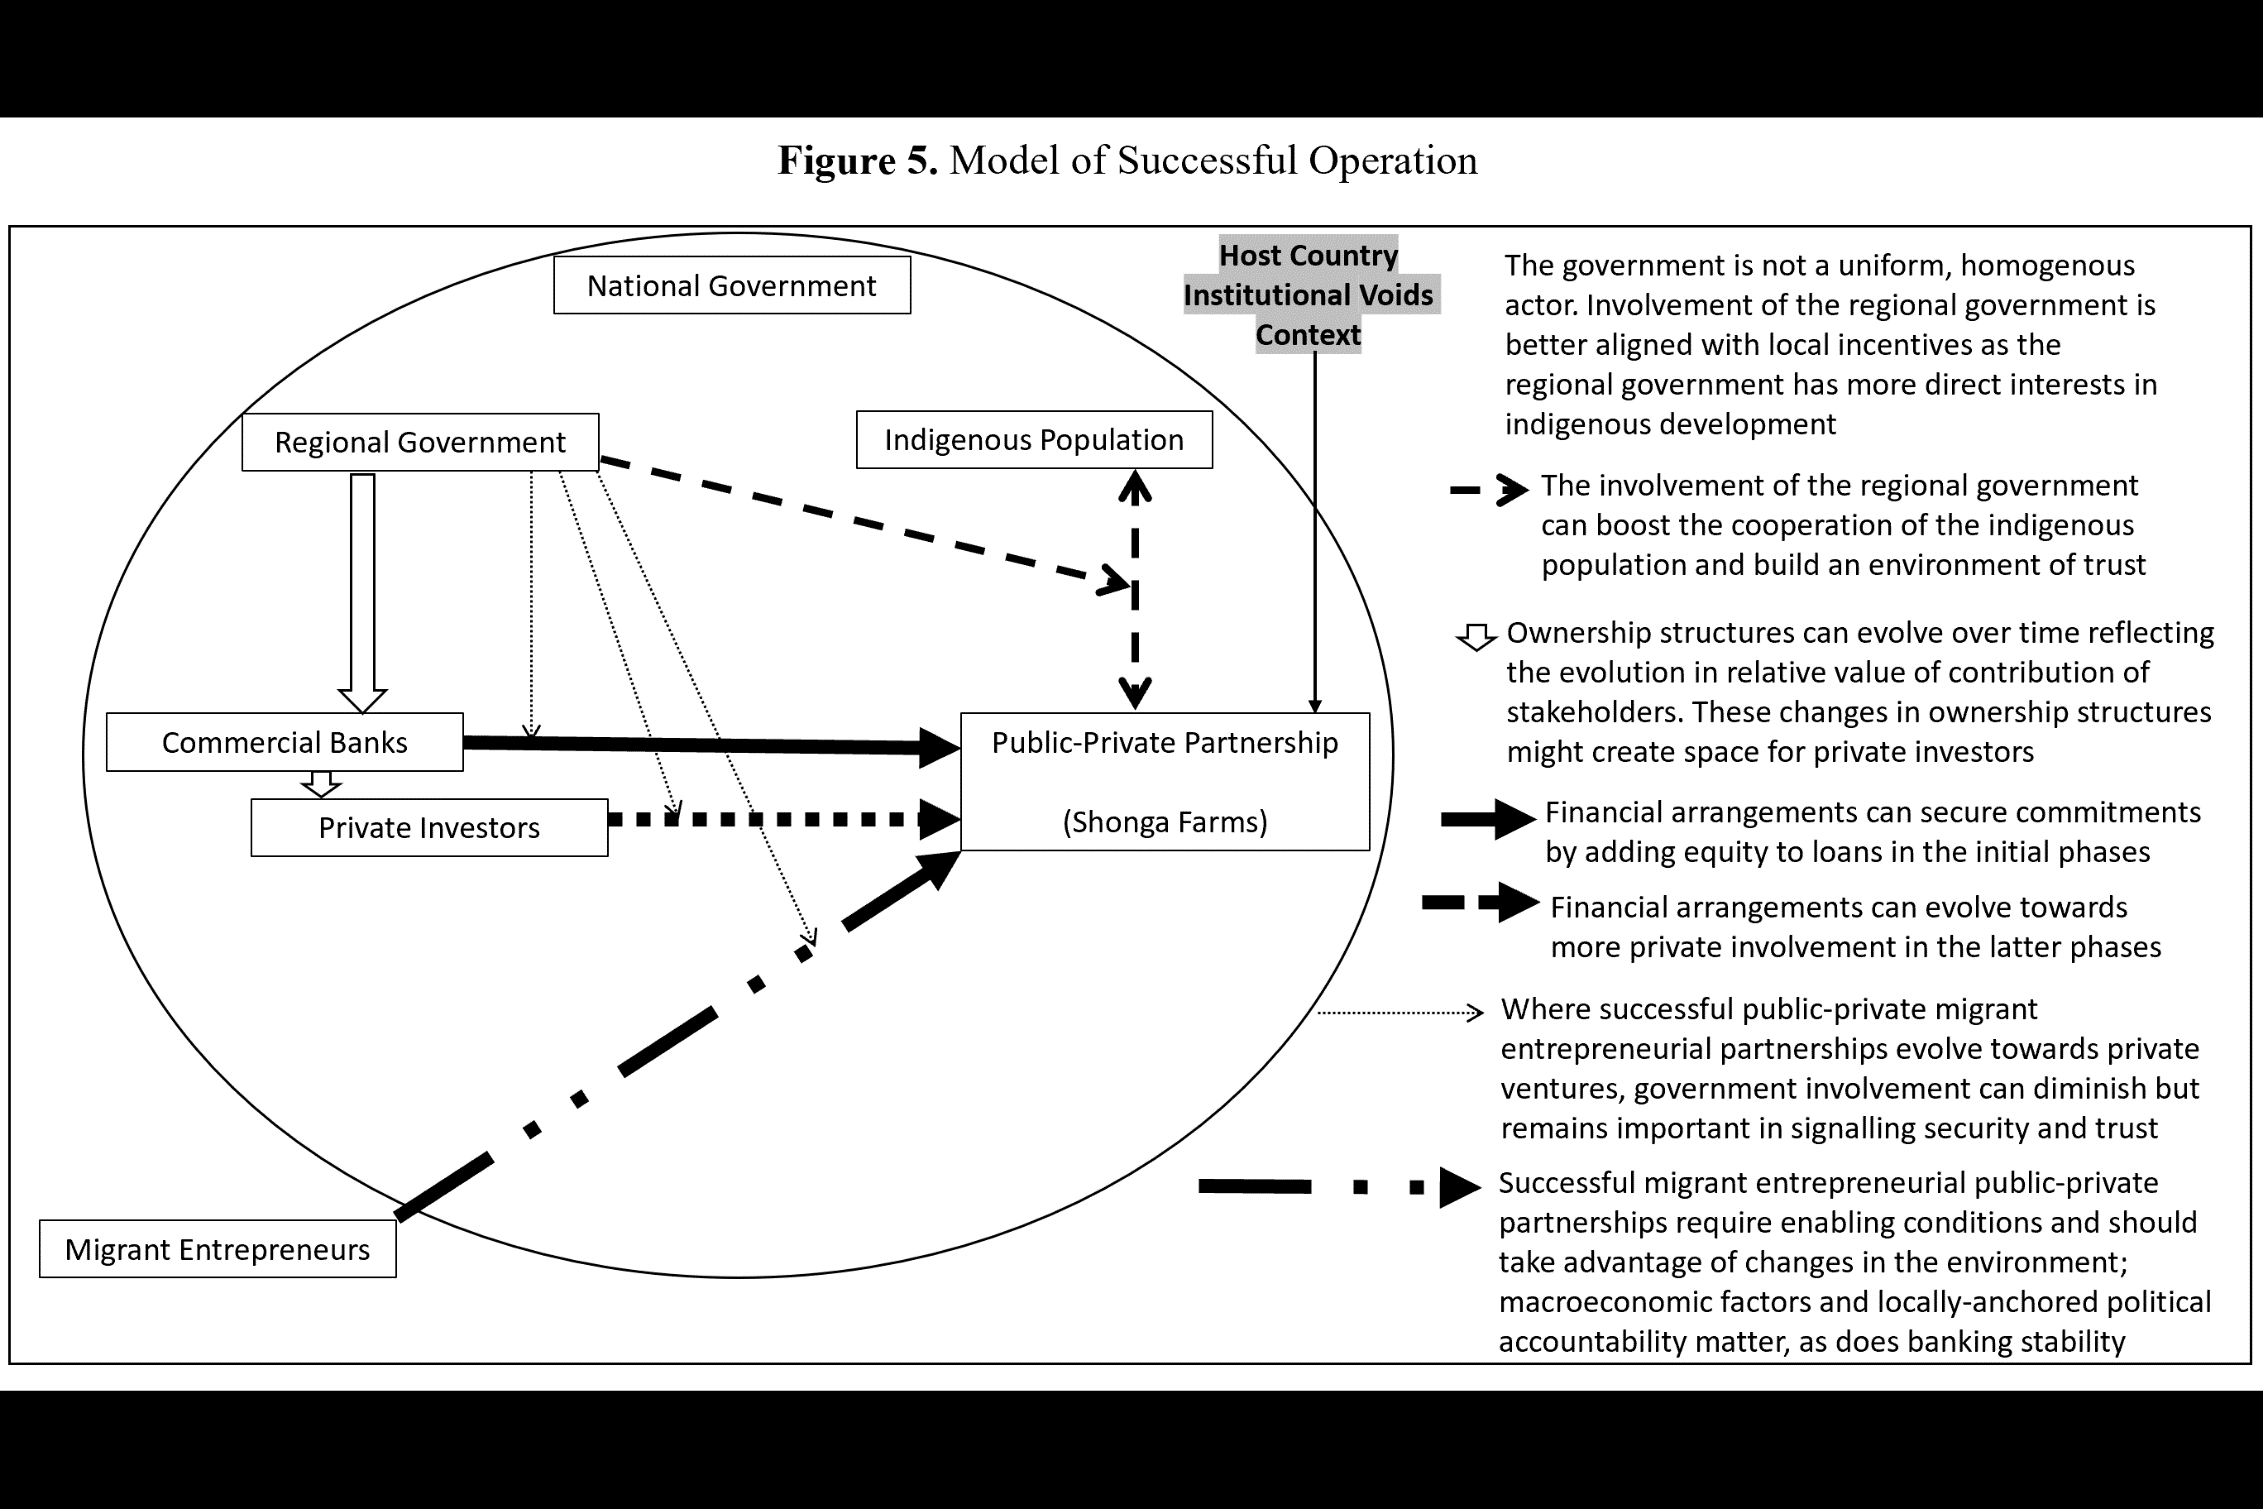 Figure 5. Model of Successful Operation
National Government
Host Country
Institutional Voids
Context
Regional Government
Indigenous Population
Commercial Banks
Private Investors
Public-Private Partnership
(Shonga Farms)
Migrant Entrepreneurs
The government is not a uniform, homogenous
actor. Involvement of the regional government is
better aligned with local incentives as the
regional government has more direct interests in
indigenous development
The involvement of the regional government
can boost the cooperation of the indigenous
population and build an environment of trust
Ownership structures can evolve over time reflecting
the evolution in relative value of contribution of
stakeholders. These changes in ownership structures
might create space for private investors
Financial arrangements can secure commitments
by adding equity to loans in the initial phases
Financial arrangements can evolve towards
more private involvement in the latter phases
Where successful public-private migrant
entrepreneurial partnerships evolve towards private
ventures, government involvement can diminish but
remains important in signalling security and trust
Successful migrant entrepreneurial public-private
partnerships require enabling conditions and should
take advantage of changes in the environment;
macroeconomic factors and locally-anchored political
accountability matter, as does banking stability